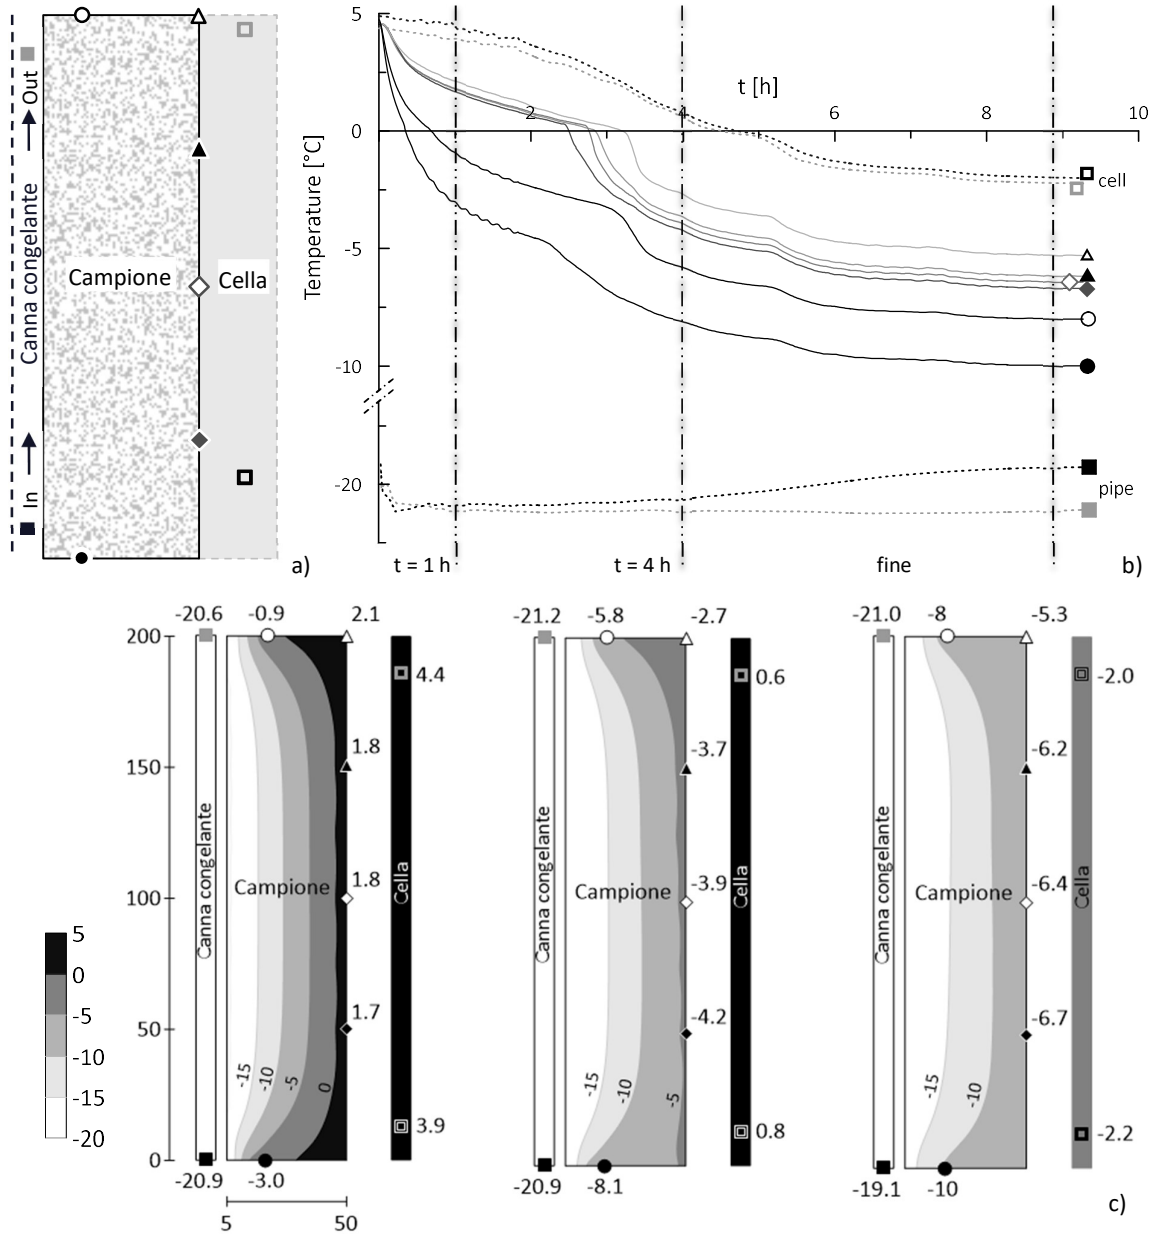 Out
Canna congelante
In
Campione
Cella
a)
5
0
-5
-10
-20
Temperature [°C]
t [h]
2
4
6
8
10
cell
pipe
t = 1 h
t = 4 h
fine
b)
-20.6
-0.9
2.1
200
150
100
50
0
4.4
1.8
1.8
1.7
3.9
Canna congelante
Campione
Cella
-15
-10
-5
0
-20.9
-3.0
5
50
5
0
-5
-10
-15
-20
-21.2
-5.8
-2.7
0.6
-3.7
-3.9
-4.2
0.8
Canna congelante
Campione
Cella
-15
-10
-5
-20.9
-8.1
-21.0
-8
-5.3
-2.0
-6.2
-6.4
-6.7
-2.2
Canna congelante
Campione
Cella
-15
-10
-19.1
-10
c)